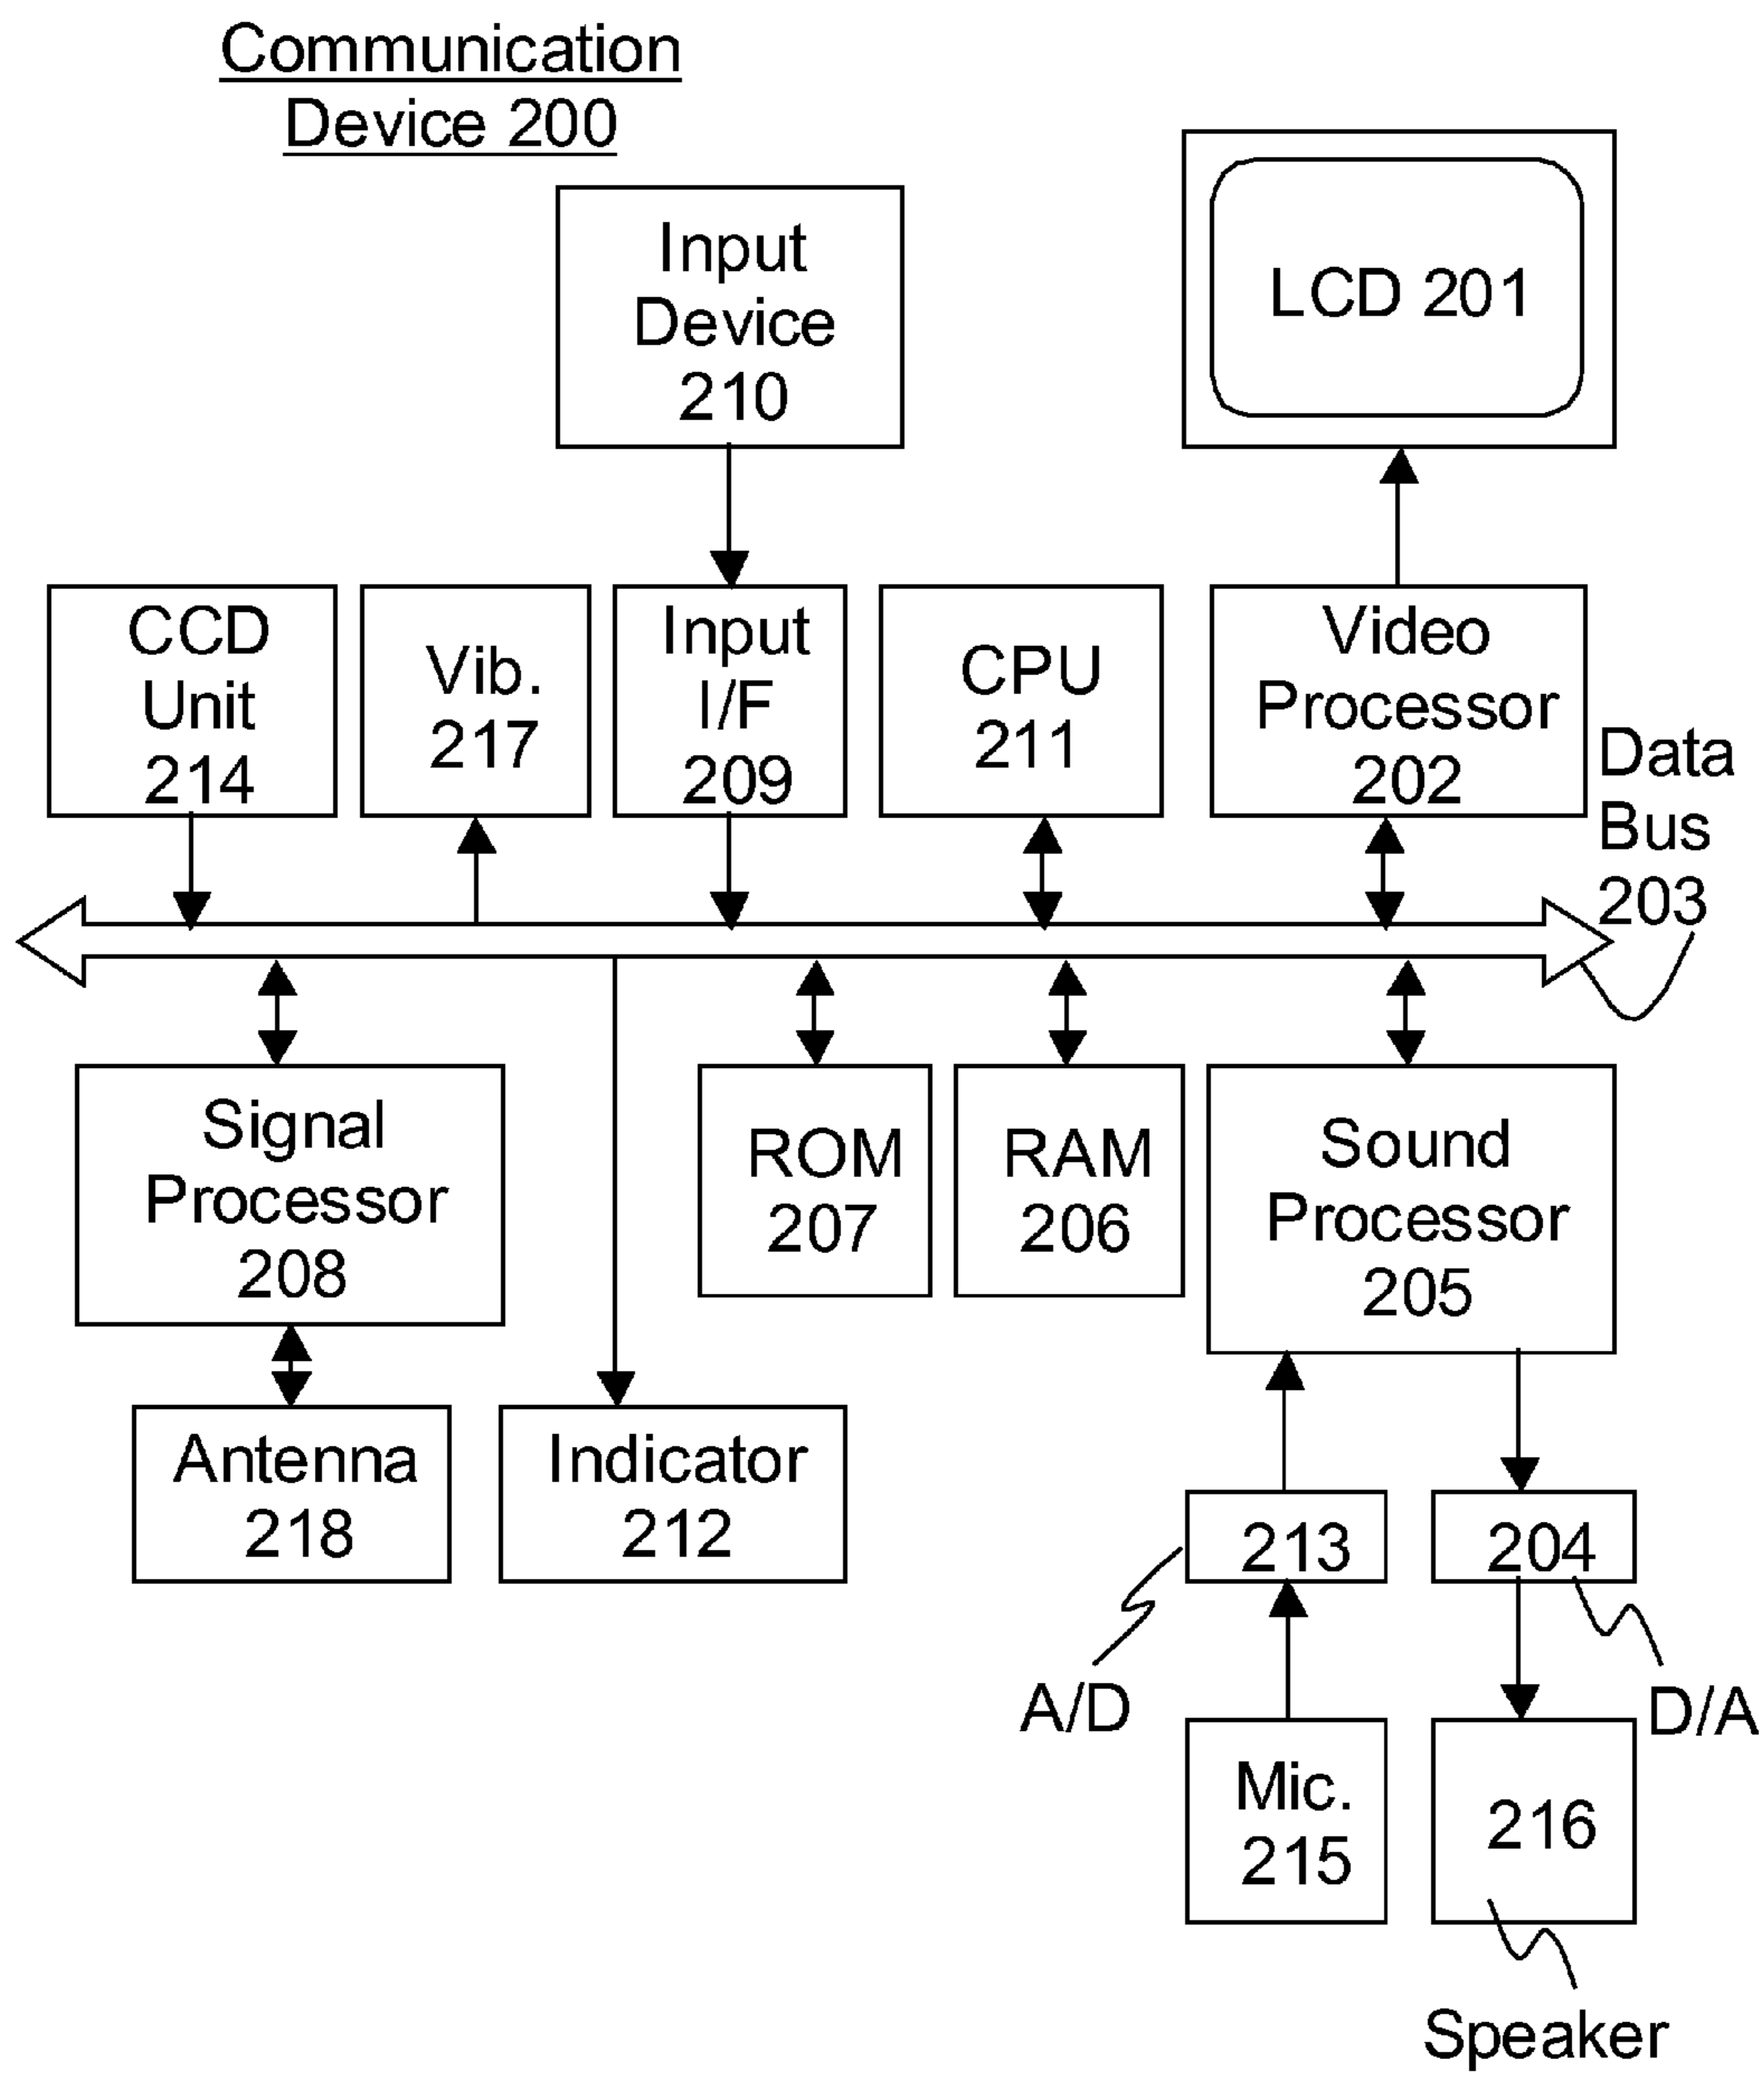 Communication
Device 200
Input
Device
210
LCD 201
CCD
Unit
214
Vib.
217
Input
I/F
209
CPU
211
Video
Processor
202
Data
Bus
203
Signal
Processor
208
ROM
207
RAM
206
Sound
Processor
205
Antenna
218
Indicator
212
213
204
A/D
D/A
Mic.
215
216
Speaker